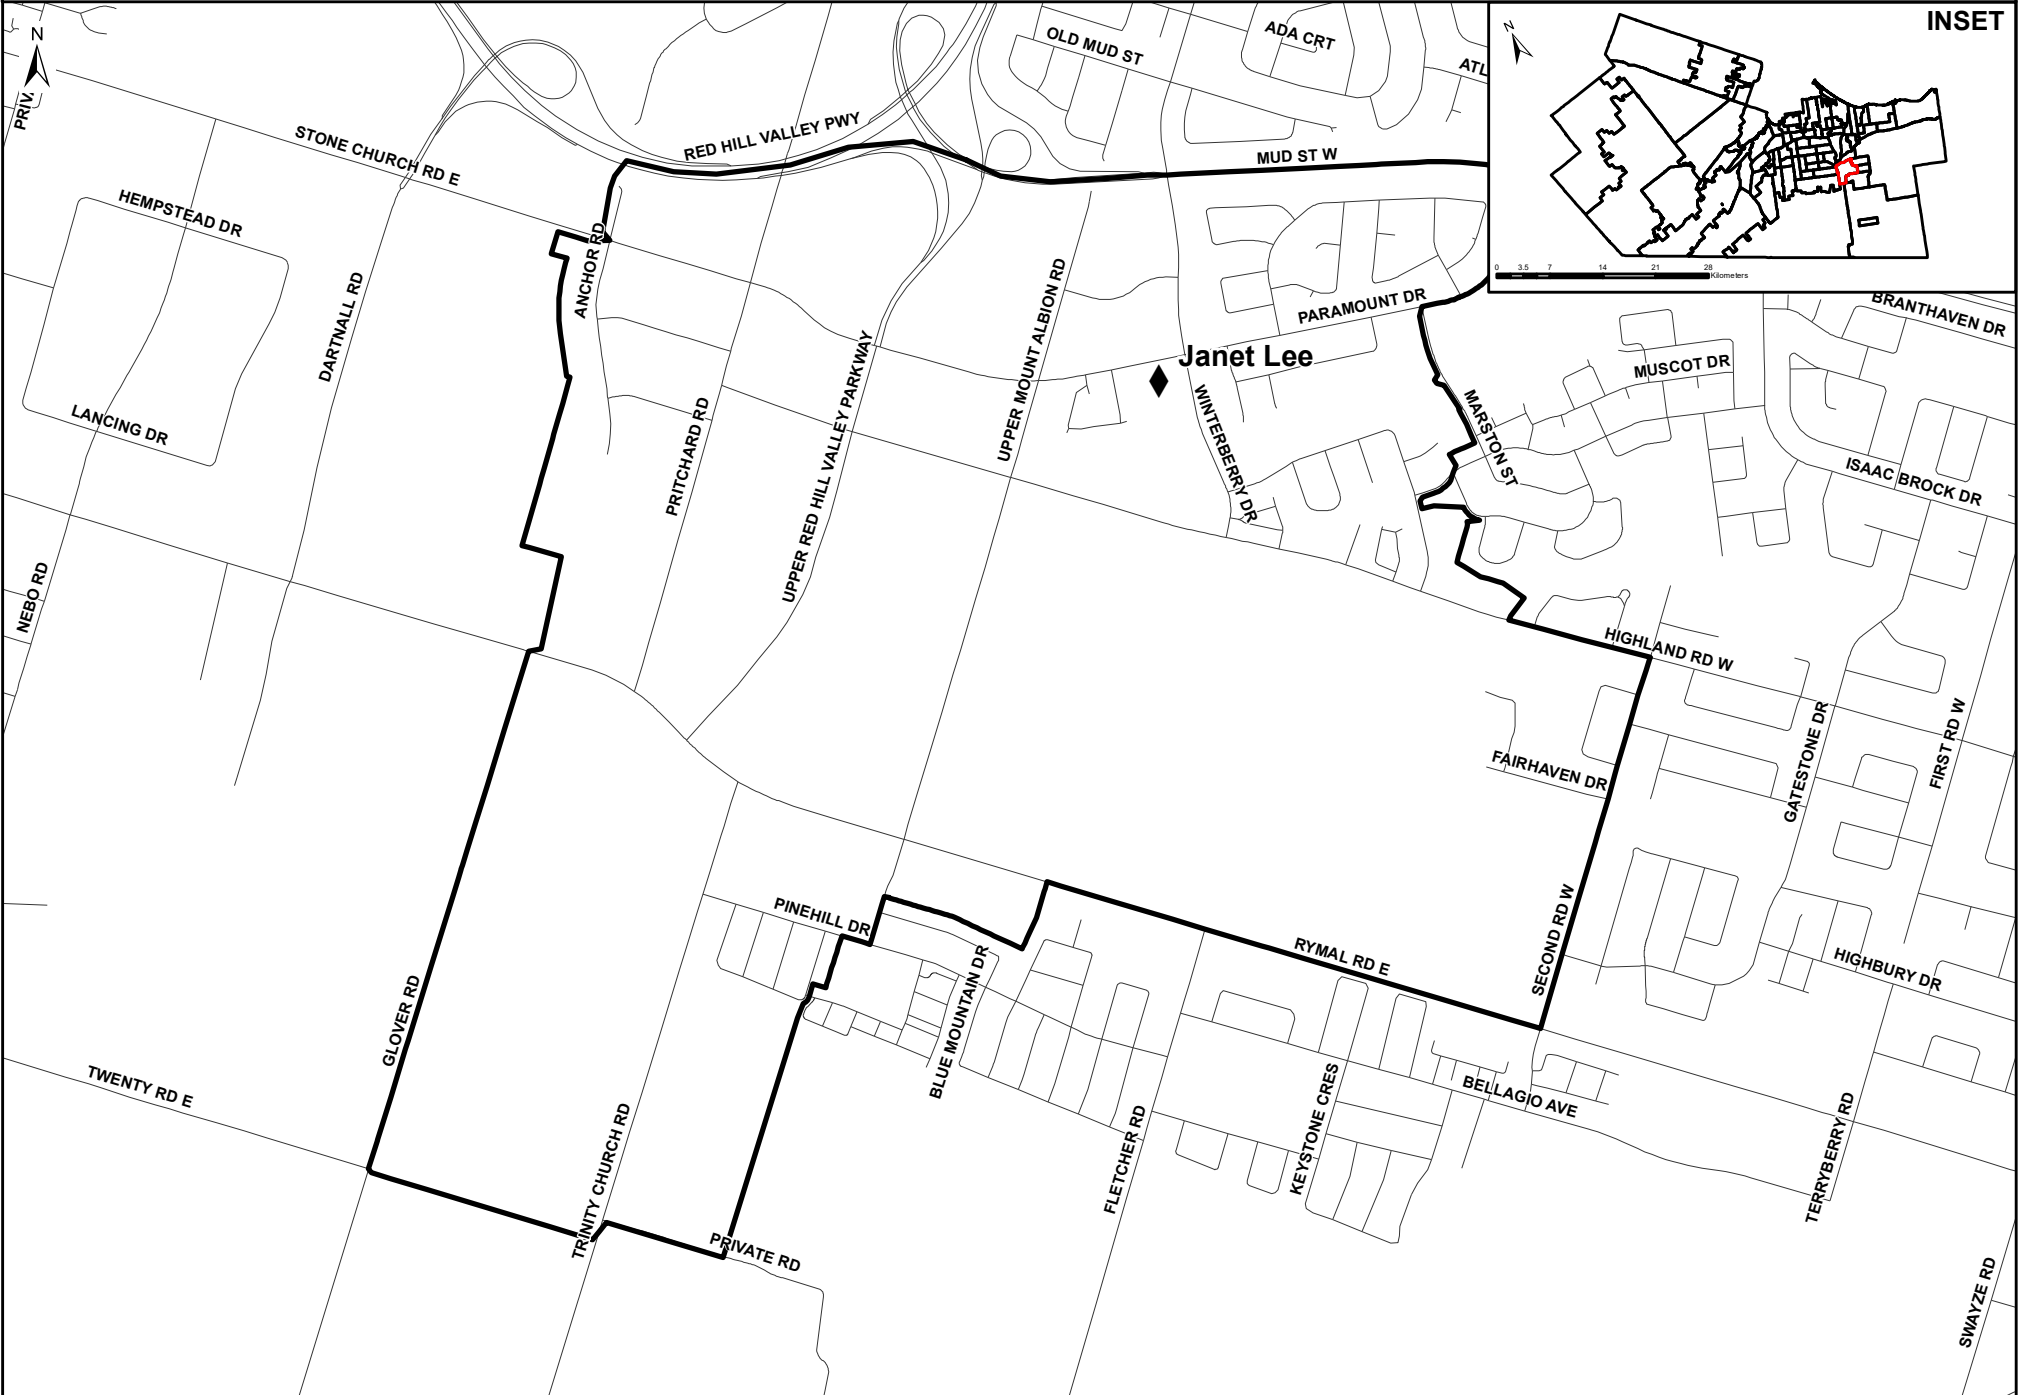 N
PRIV
STONE CHURCH RD E
HEMPSTEAD DR
LANCING DR
NEBO RD
DARTNALL RD
ANCHOR RD
RED HILL VALLEY PWY
OLD MUD ST
ADA CRT
ATL
MUD ST W
INSET
N
0 3.5 7 14 21 28
Kilometers
PARAMOUNT DR
BRANTHAVEN DR
Janet Lee
MUSCOT DR
MARSTON ST
WINTERBERRY DR
ISAAC BROCK DR
UPPER MOUNT ALBION RD
UPPER RED HILL VALLEY PARKWAY
PRITCHARD RD
HIGHLAND RD W
FAIRHAVEN DR
GATESTONE DR
FIRST RD W
SECOND RD W
HIGHBURY DR
PINEHILL DR
RYMAL RD E
BLUE MOUNTAIN DR
GLOVER RD
TWENTY RD E
TRINITY CHURCH RD
PRIVATE RD
FLETCHER RD
KEYSTONE CRES
BELLAGIO AVE
TERRYBERRY RD
SWAYZE RD